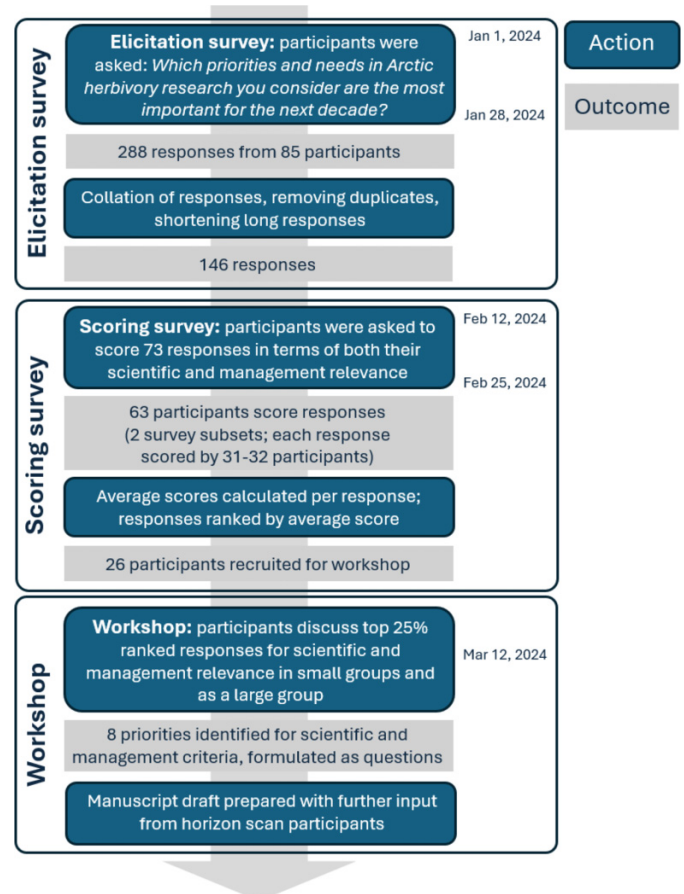 Elicitation survey
Elicitation survey: participants were
asked: Which priorities and needs in Arctic
herbivory research you consider are the most
important for the next decade?
Jan 1, 2024
Jan 28, 2024
Action
Outcome
288 responses from 85 participants
Collation of responses, removing duplicates,
shortening long responses
146 responses
Scoring survey
Scoring survey: participants were asked to
score 73 responses in terms of both their
scientific and management relevance
Feb 12, 2024
Feb 25, 2024
63 participants score responses
(2 survey subsets; each response
scored by 31-32 participants)
Average scores calculated per response;
responses ranked by average score
26 participants recruited for workshop
Workshop
Workshop: participants discuss top 25%
ranked responses for scientific and
management relevance in small groups and
as a large group
Mar 12, 2024
8 priorities identified for scientific and
management criteria, formulated as questions
Manuscript draft prepared with further input
from horizon scan participants